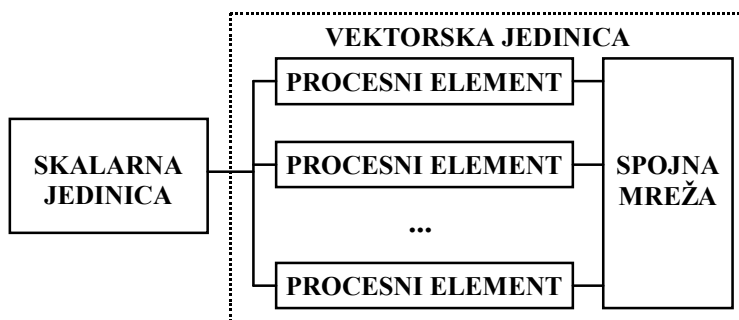 VEKTORSKA JEDINICA
PROCESNI ELEMENT
SKALARNA
JEDINICA
PROCESNI ELEMENT
...
PROCESNI ELEMENT
SPOJNA
MREŽA